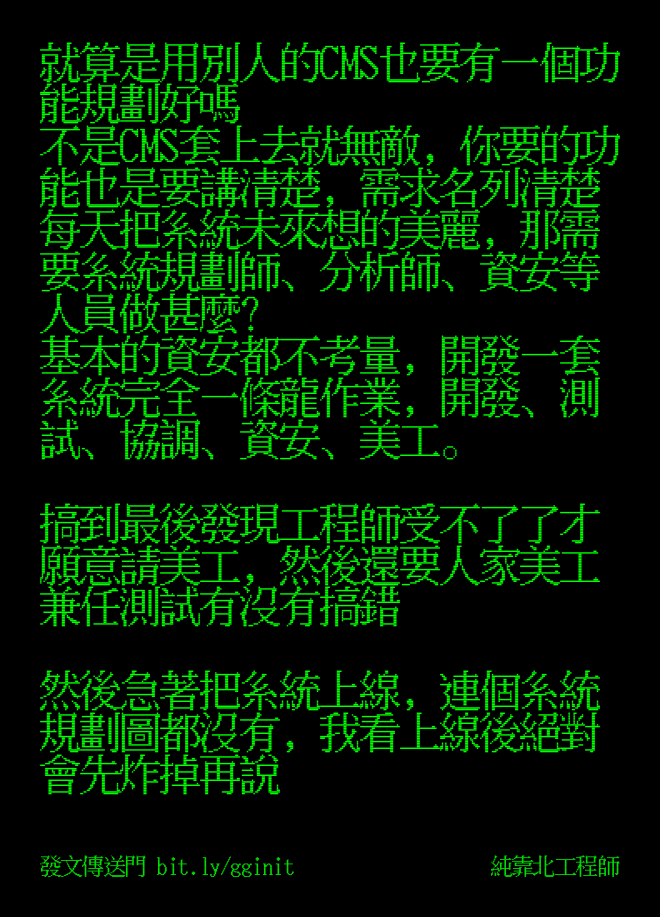 就算是用別人的CMS也要有一個功
能規劃好嗎
不是CMS套上去就無敵，你要的功
能也是要講清楚，需求名列清楚
每天把系統未來想的美麗，那需
要系統規劃師、分析師、資安等
人員做甚麼?
基本的資安都不考量，開發一套
系統完全一條龍作業，開發、測
試、協調、資安、美工。
搞到最後發現工程師受不了了才
願意請美工，然後還要人家美工
兼任測試有沒有搞錯
然後急著把系統上線，連個系統
規劃圖都沒有，我看上線後絕對
會先炸掉再說
發文傳送門 bit.ly/gginit
純靠北工程師